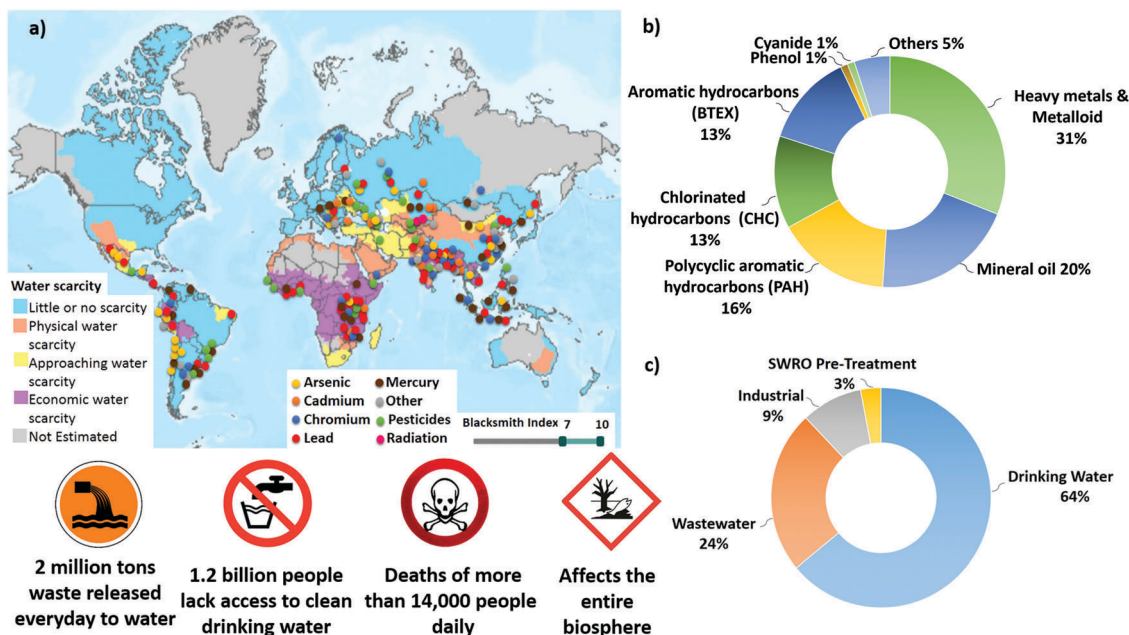 a)
Water scarcity
Little or no scarcity
Physical water
scarcity
Approaching water
scarcity
Economic water
scarcity
Not Estimated
Arsenic
Cadmium
Chromium
Lead
Mercury
Other
Pesticides
Radiation
Blacksmith Index
7
10
2 million tons
waste released
everyday to water
1.2 billion people
lack access to clean
drinking water
Deaths of more
than 14,000 people
daily
Affects the
entire
biosphere
b)
Cyanide 1%
Phenol 1%
Others 5%
Aromatic hydrocarbons
(BTEX)
13%
Heavy metals &
Metalloid
31%
Chlorinated
hydrocarbons (CHC)
13%
Polycyclic aromatic
hydrocarbons (PAH)
16%
Mineral oil 20%
c)
SWRO Pre-Treatment
3%
Industrial
9%
Drinking Water
64%
Wastewater
24%